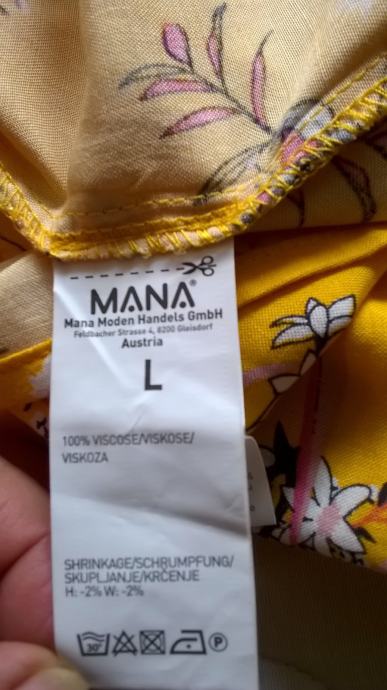 MANA®
Mana Moden Handels GmbH
Feldbacher Strasse 4, 8200 Gleisdorf
Austria
L
100% VISCOSE/VISKOSE/
VISKOZA
SHRINKAGE/SCHRUMPFUNG/
SKUPLJANJE/KRČENJE
H: -2% W: -2%
30° P